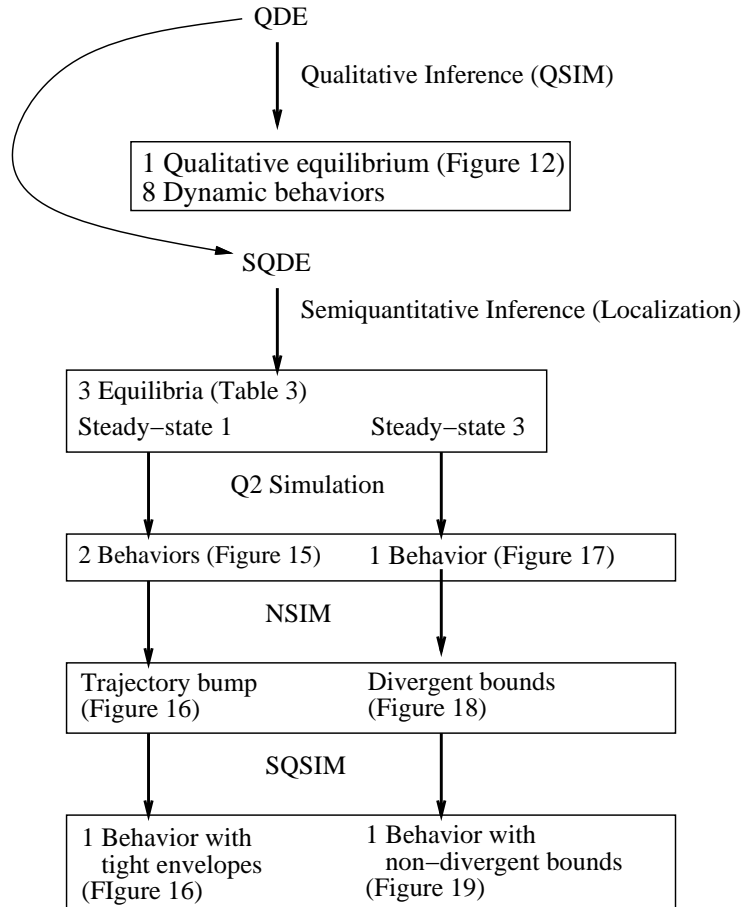 QDE
Qualitative Inference (QSIM)
1 Qualitative equilibrium (Figure 12)
8 Dynamic behaviors
SQDE
Semiquantitative Inference (Localization)
3 Equilibria (Table 3)
Steady−state 1 Steady−state 3
Q2 Simulation
2 Behaviors (Figure 15) 1 Behavior (Figure 17)
NSIM
Trajectory bump
(Figure 16)
Divergent bounds
(Figure 18)
SQSIM
1 Behavior with
tight envelopes
(FIgure 16)
1 Behavior with
non−divergent bounds
(Figure 19)